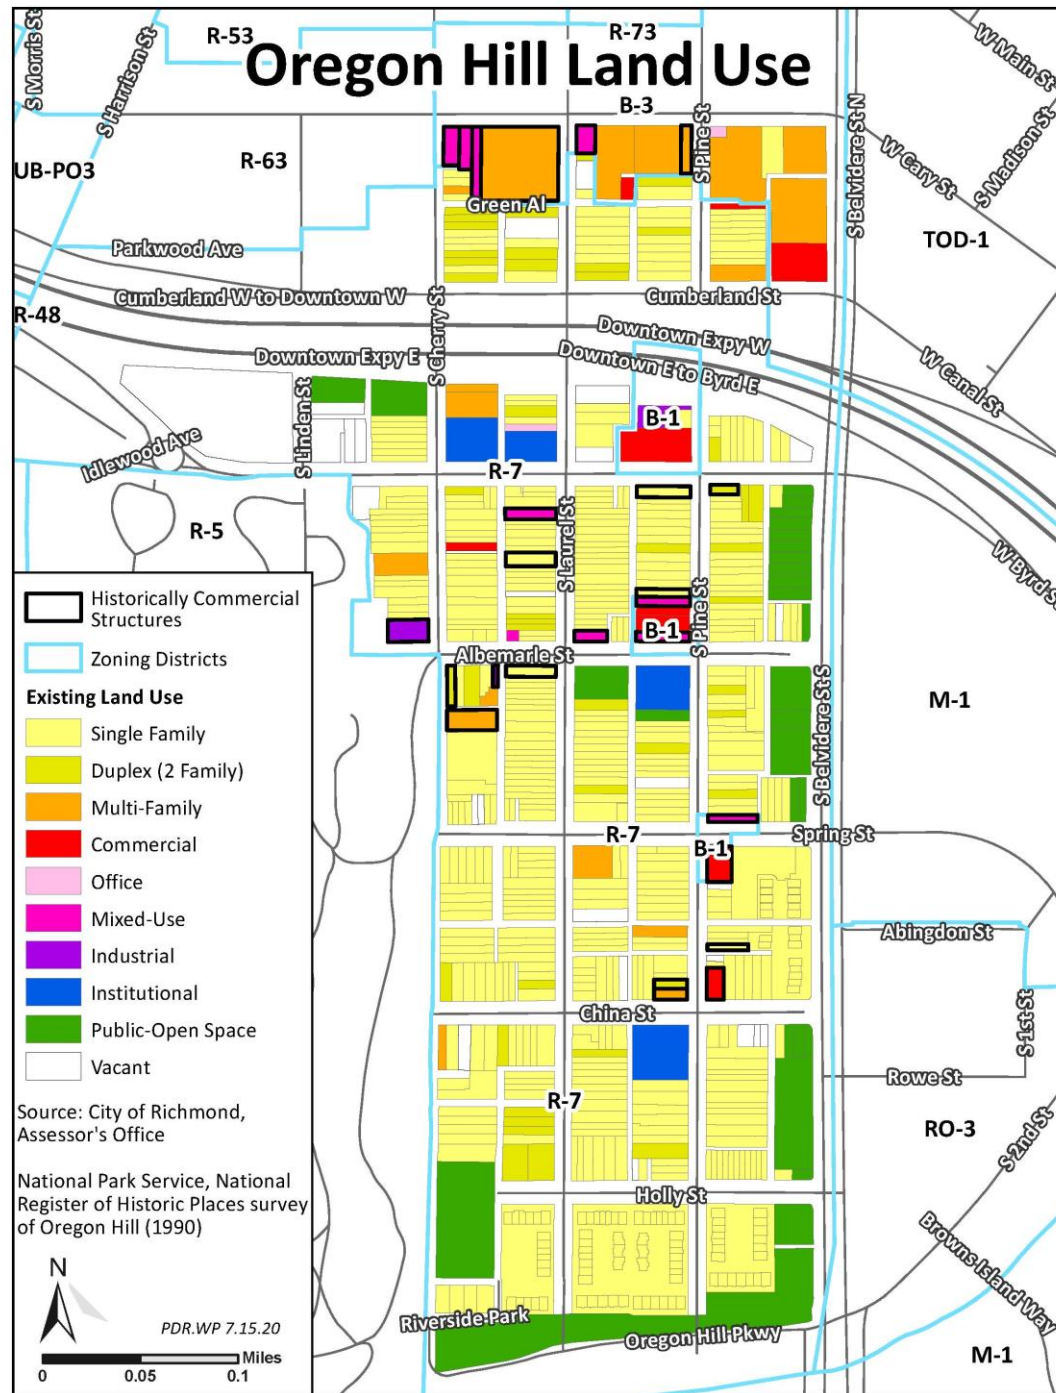 Oregon Hill Land Use
R-53
R-73
B-3
S Morris St
S Harrison St
R-63
UB-PO3
S Pine St
S Belvidere St N
W Main St
S Madison St
W Cary St
TOD-1
Green Al
Parkwood Ave
Cumberland W to Downtown W
Cumberland St
R-48
S Cherry St
Downtown Expy W
Downtown Expy E
Downtown E to Byrd E
W Canal St
S Linden St
B-1
Idlewood Ave
R-7
R-5
S Laurel St
W Byrd St
S Pine St
B-1
Albemarle St
S Belvidere St S
M-1
R-7
B-1
Spring St
Abingdon St
China St
S 1st St
Rowe St
R-7
RO-3
S 2nd St
Holly St
Browns Island Way
Riverside Park
Oregon Hill Pkwy
M-1
Historically Commercial
Structures
Zoning Districts
Existing Land Use
Single Family
Duplex (2 Family)
Multi-Family
Commercial
Office
Mixed-Use
Industrial
Institutional
Public-Open Space
Vacant
Source: City of Richmond,
Assessor's Office
National Park Service, National
Register of Historic Places survey
of Oregon Hill (1990)
N
PDR.WP 7.15.20
Miles
0 0.05 0.1